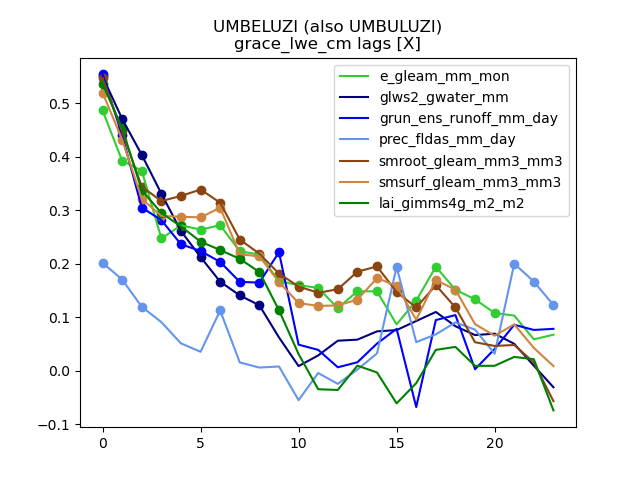 UMBELUZI (also UMBULUZI)
grace_lwe_cm lags [X]
e_gleam_mm_mon
glws2_gwater_mm
grun_ens_runoff_mm_day
prec_fldas_mm_day
smroot_gleam_mm3_mm3
smsurf_gleam_mm3_mm3
lai_gimms4g_m2_m2
0.5
0.4
0.3
0.2
0.1
0.0
−0.1
0 5 10 15 20